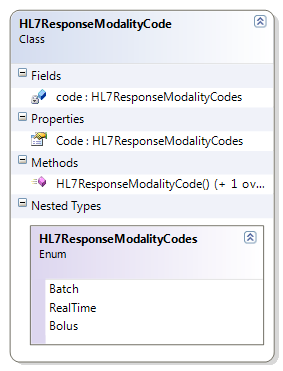 HL7ResponseModalityCode
Class
Fields
code : HL7ResponseModalityCodes
Properties
Code : HL7ResponseModalityCodes
Methods
HL7ResponseModalityCode() (+ 1 ov...
Nested Types
HL7ResponseModalityCodes
Enum
Batch
RealTime
Bolus